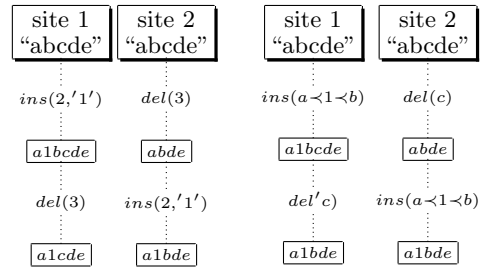 site 1 site 2 site 1 site 2
“abcde” “abcde” “abcde” “abcde”
ins(2,′1′) del(3) ins(a≺1≺b) del(c)
a1bcde abde a1bcde abde
del(3) ins(2,′1′) del′c) ins(a≺1≺b)
a1cde a1bde a1bde a1bde